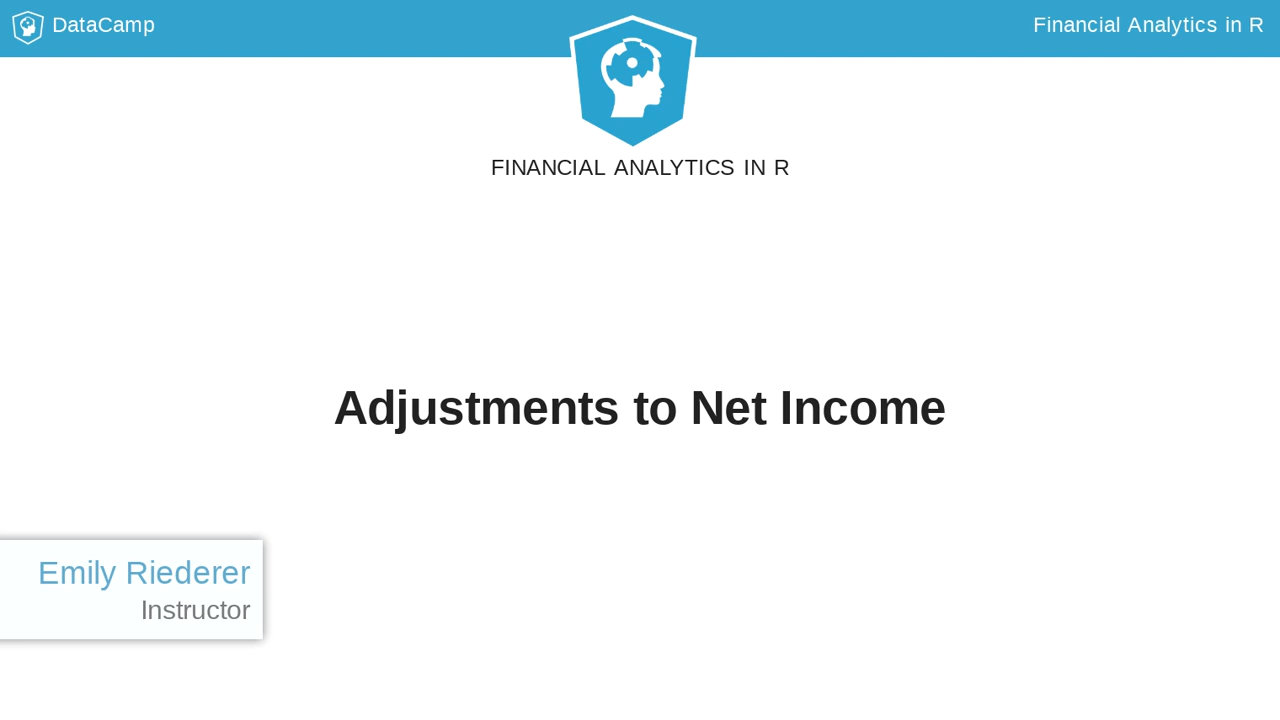 DataCamp
Financial Analytics in R
FINANCIAL ANALYTICS IN R
Adjustments to Net Income
Emily Riederer
Instructor